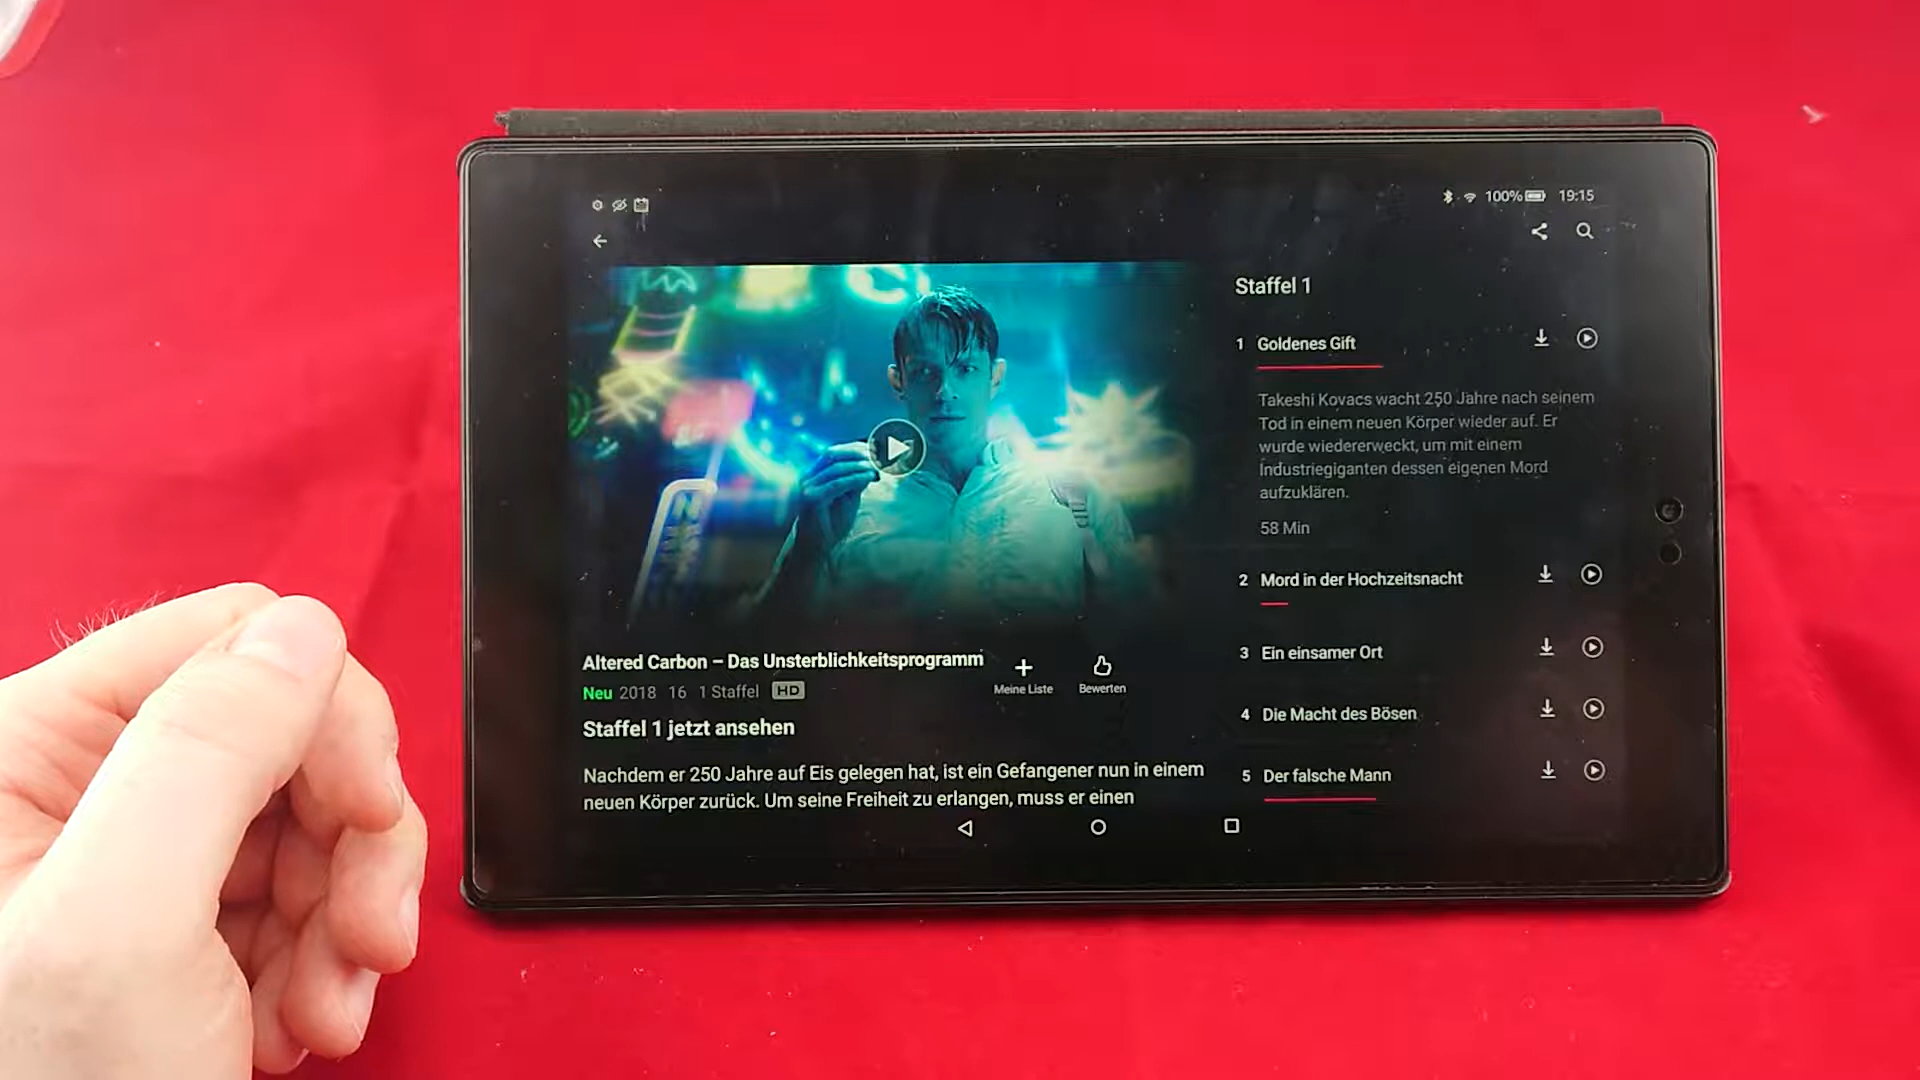 100% 19:15
Staffel 1
1 Goldenes Gift
Takeshi Kovacs wacht 250 Jahre nach seinem
Tod in einem neuen Körper wieder auf. Er
wurde wiedererweckt, um mit einem
Industriegiganten dessen eigenen Mord
aufzuklären.
58 Min
2 Mord in der Hochzeitsnacht
3 Ein einsamer Ort
4 Die Macht des Bösen
5 Der falsche Mann
Altered Carbon – Das Unsterblichkeitsprogramm
Neu 2018 16 1 Staffel HD
Meine Liste
Bewerten
Staffel 1 jetzt ansehen
Nachdem er 250 Jahre auf Eis gelegen hat, ist ein Gefangener nun in einem
neuen Körper zurück. Um seine Freiheit zu erlangen, muss er einen